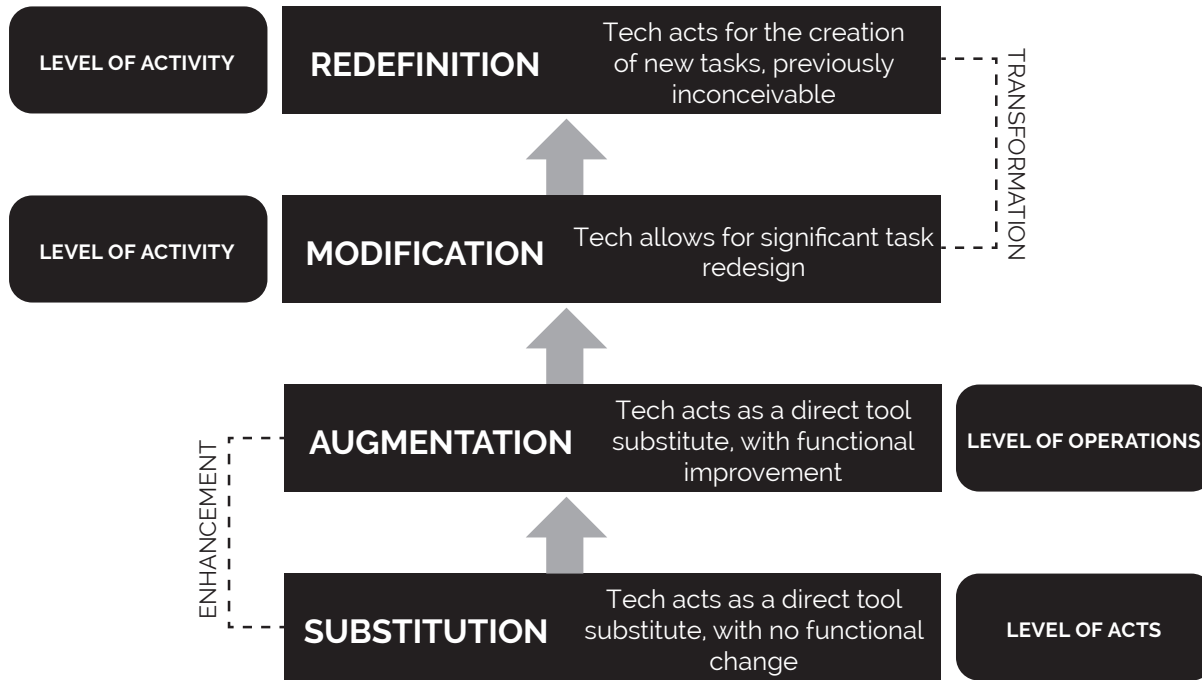 LEVEL OF ACTIVITY
REDEFINITION
Tech acts for the creation
of new tasks, previously
inconceivable
TRANSFORMATION
LEVEL OF ACTIVITY
MODIFICATION
Tech allows for significant task
redesign
ENHANCEMENT
AUGMENTATION
Tech acts as a direct tool
substitute, with functional
improvement
LEVEL OF OPERATIONS
SUBSTITUTION
Tech acts as a direct tool
substitute, with no functional
change
LEVEL OF ACTS